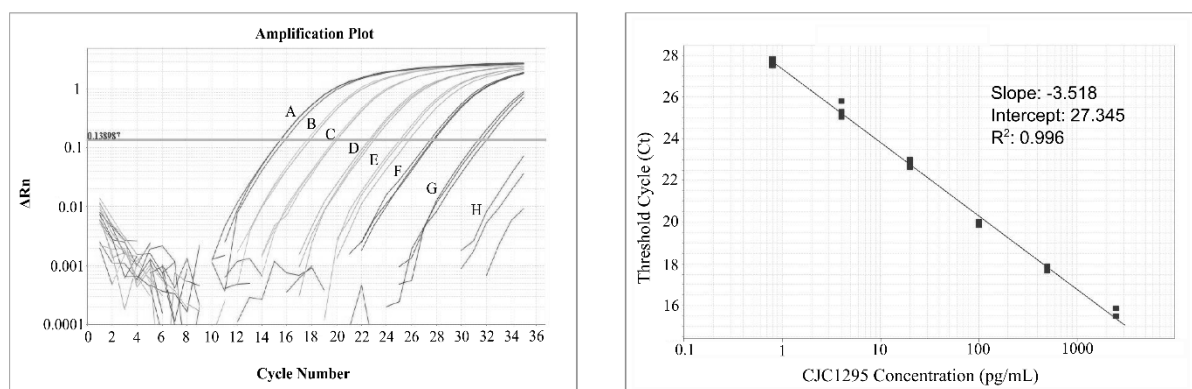 Amplification Plot
ΔRn
1
0.1
0.01
0.001
0.0001
0.138987
A
B
C
D
E
F
G
H
0 2 4 6 8 10 12 14 16 18 20 22 24 26 28 30 32 34 36
Cycle Number
Threshold Cycle (Ct)
28
26
24
22
20
18
16
Slope: -3.518
Intercept: 27.345
R²: 0.996
0.1 1 10 100 1000
CJC1295 Concentration (pg/mL)